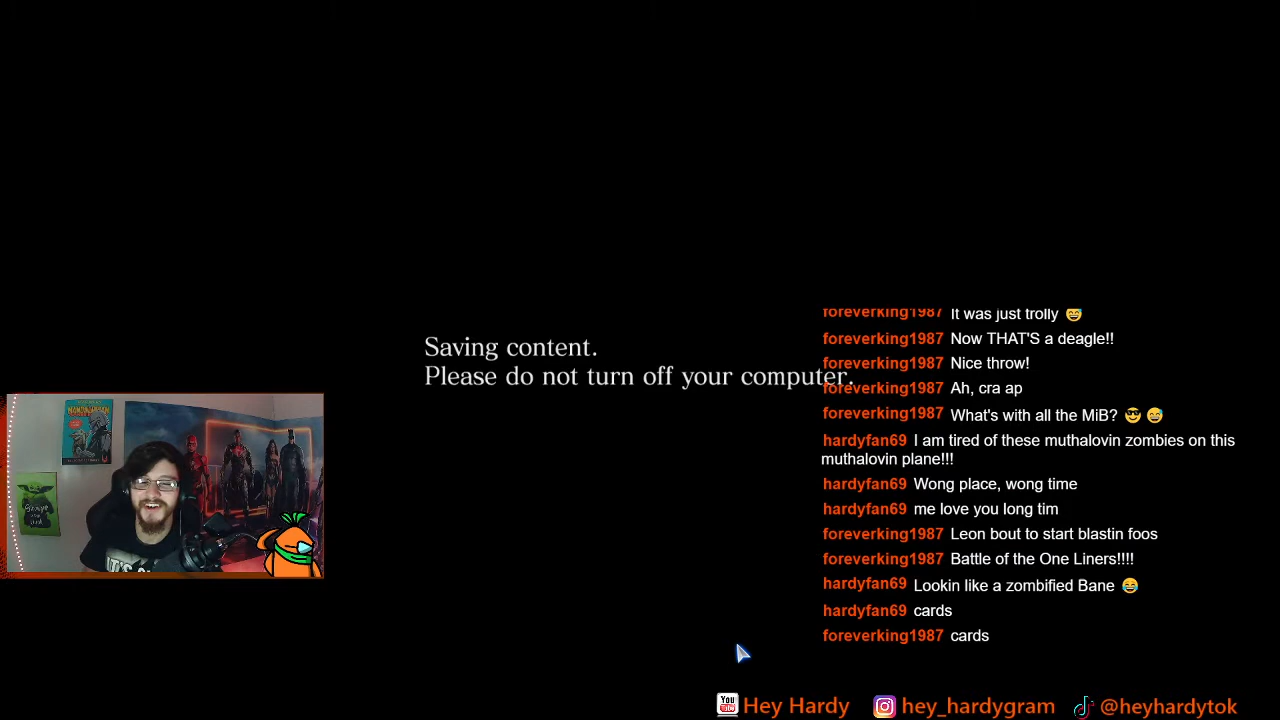 foreverking1987 It was just trolly 😅
foreverking1987 Now THAT'S a deagle!!
foreverking1987 Nice throw!
Saving content.
Please do not turn off your computer.
foreverking1987 Ah, cra ap
foreverking1987 What's with all the MiB? 😎 😅
hardyfan69 I am tired of these muthalovin zombies on this
muthalovin plane!!!
hardyfan69 Wong place, wong time
hardyfan69 me love you long tim
foreverking1987 Leon bout to start blastin foos
foreverking1987 Battle of the One Liners!!!!
hardyfan69 Lookin like a zombified Bane 😂
hardyfan69 cards
foreverking1987 cards
You Hey Hardy hey_hardygram @heyhardytok